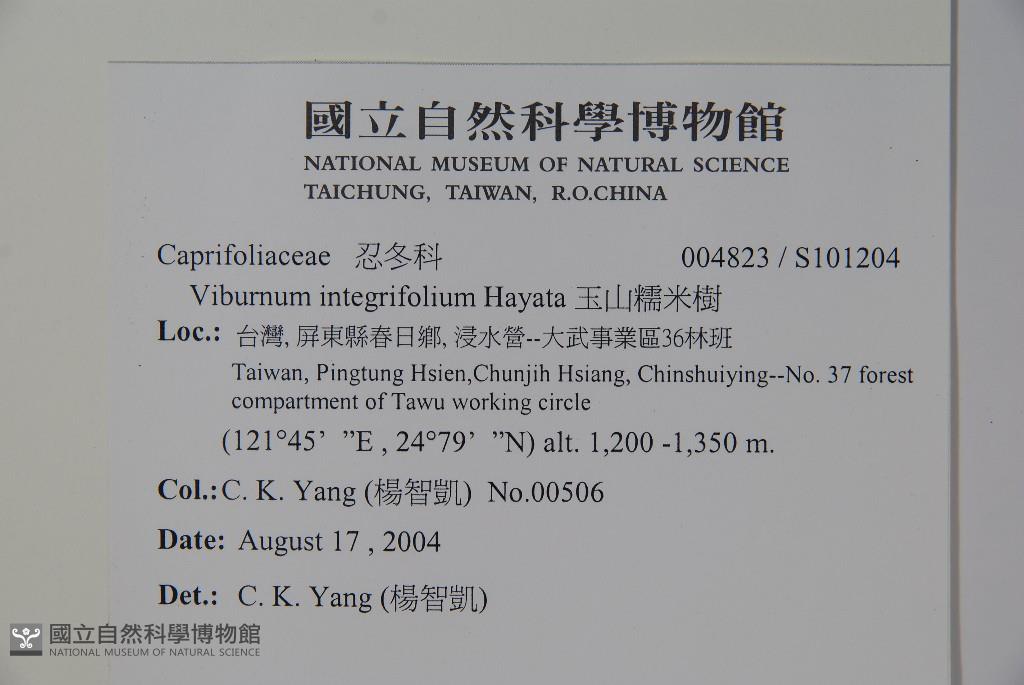 國立自然科學博物館
NATIONAL MUSEUM OF NATURAL SCIENCE
TAICHUNG, TAIWAN, R.O.CHINA
Caprifoliaceae 忍冬科 004823 / S101204
Viburnum integrifolium Hayata 玉山糯米樹
Loc.: 台灣, 屏東縣春日鄉, 浸水營--大武事業區36林班
Taiwan, Pingtung Hsien,Chunjih Hsiang, Chinshuiying--No. 37 forest
compartment of Tawu working circle
(121°45’ ”E , 24°79’ ”N) alt. 1,200 -1,350 m.
Col.: C. K. Yang (楊智凱) No.00506
Date: August 17 , 2004
Det.: C. K. Yang (楊智凱)
國立自然科學博物館
NATIONAL MUSEUM OF NATURAL SCIENCE